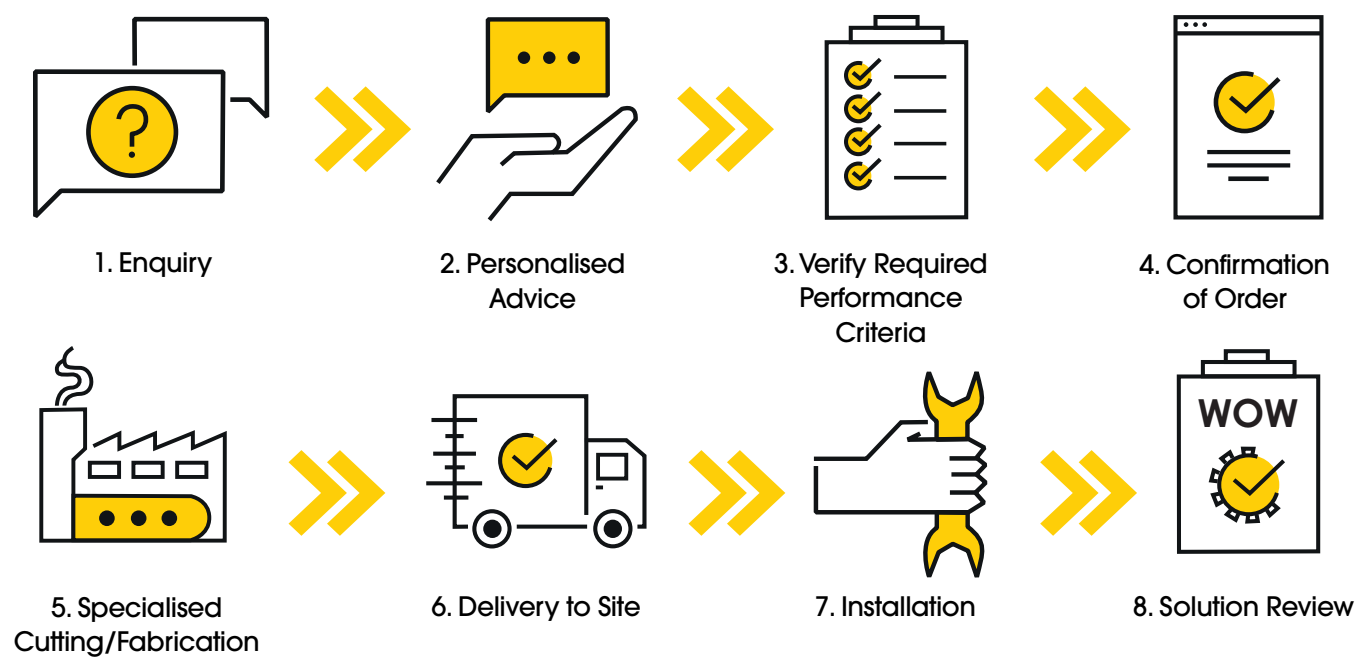 ?
1. Enquiry
2. Personalised
Advice
3. Verify Required
Performance
Criteria
4. Confirmation
of Order
5. Specialised
Cutting/Fabrication
6. Delivery to Site
7. Installation
WOW
8. Solution Review